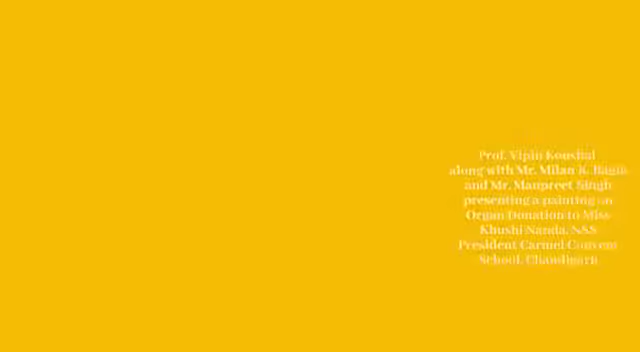 Prof. Vipin Koushal
along with Mr. Milan K. Bagla
and Mr. Manpreet Singh
presenting a painting on
Organ Donation to Miss
Khushi Nanda, NSS
President Carmel Convent
School, Chandigarh